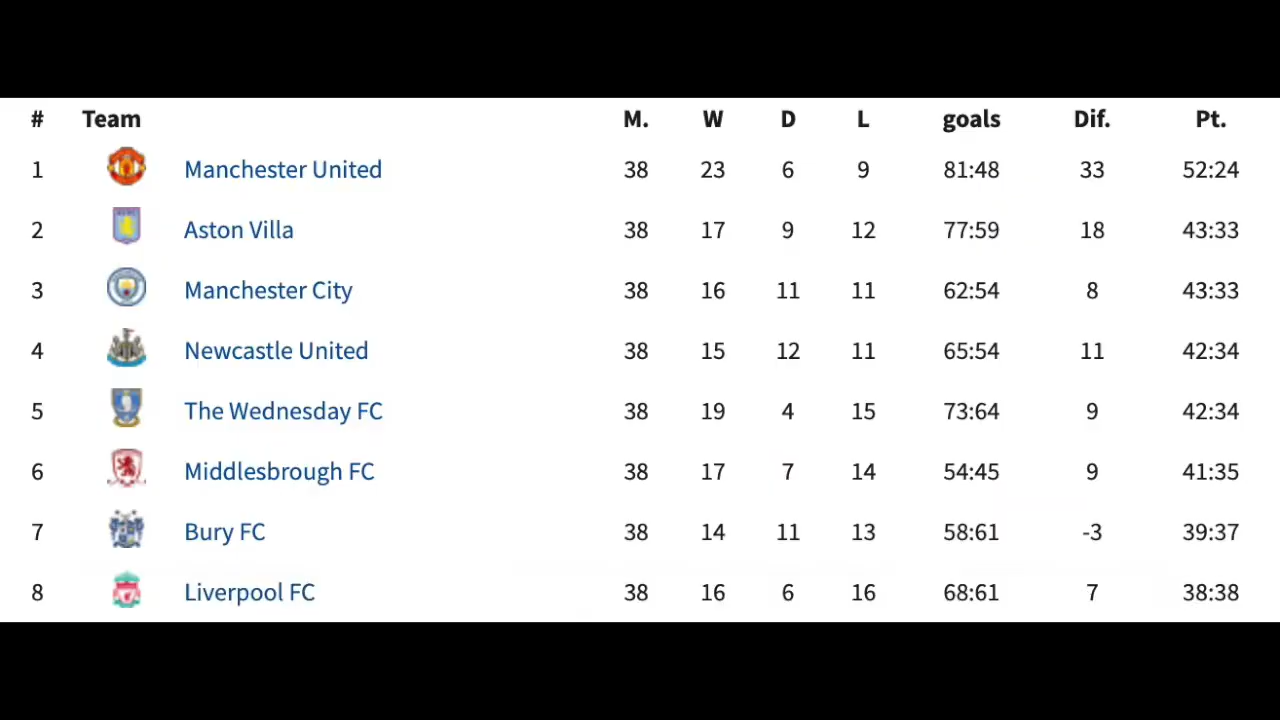 # Team M. W D L goals Dif. Pt.
1 Manchester United 38 23 6 9 81:48 33 52:24
2 Aston Villa 38 17 9 12 77:59 18 43:33
3 Manchester City 38 16 11 11 62:54 8 43:33
4 Newcastle United 38 15 12 11 65:54 11 42:34
5 The Wednesday FC 38 19 4 15 73:64 9 42:34
6 Middlesbrough FC 38 17 7 14 54:45 9 41:35
7 Bury FC 38 14 11 13 58:61 -3 39:37
8 Liverpool FC 38 16 6 16 68:61 7 38:38